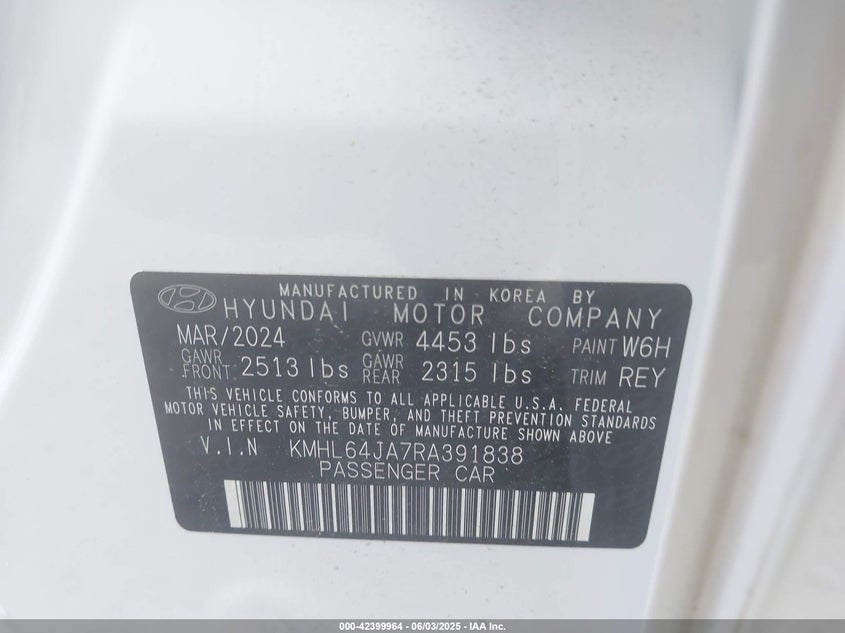 MANUFACTURED IN KOREA BY
HYUNDAI MOTOR COMPANY
MAR/2024 GVWR 4453 lbs PAINT W6H
GAWR FRONT: 2513 lbs GAWR REAR 2315 lbs TRIM REY
THIS VEHICLE CONFORMS TO ALL APPLICABLE U.S.A. FEDERAL
MOTOR VEHICLE SAFETY, BUMPER, AND THEFT PREVENTION STANDARDS
IN EFFECT ON THE DATE OF MANUFACTURE SHOWN ABOVE
V.I.N KMHL64JA7RA391838
PASSENGER CAR
000-42399964 - 06/03/2025 - IAA Inc.